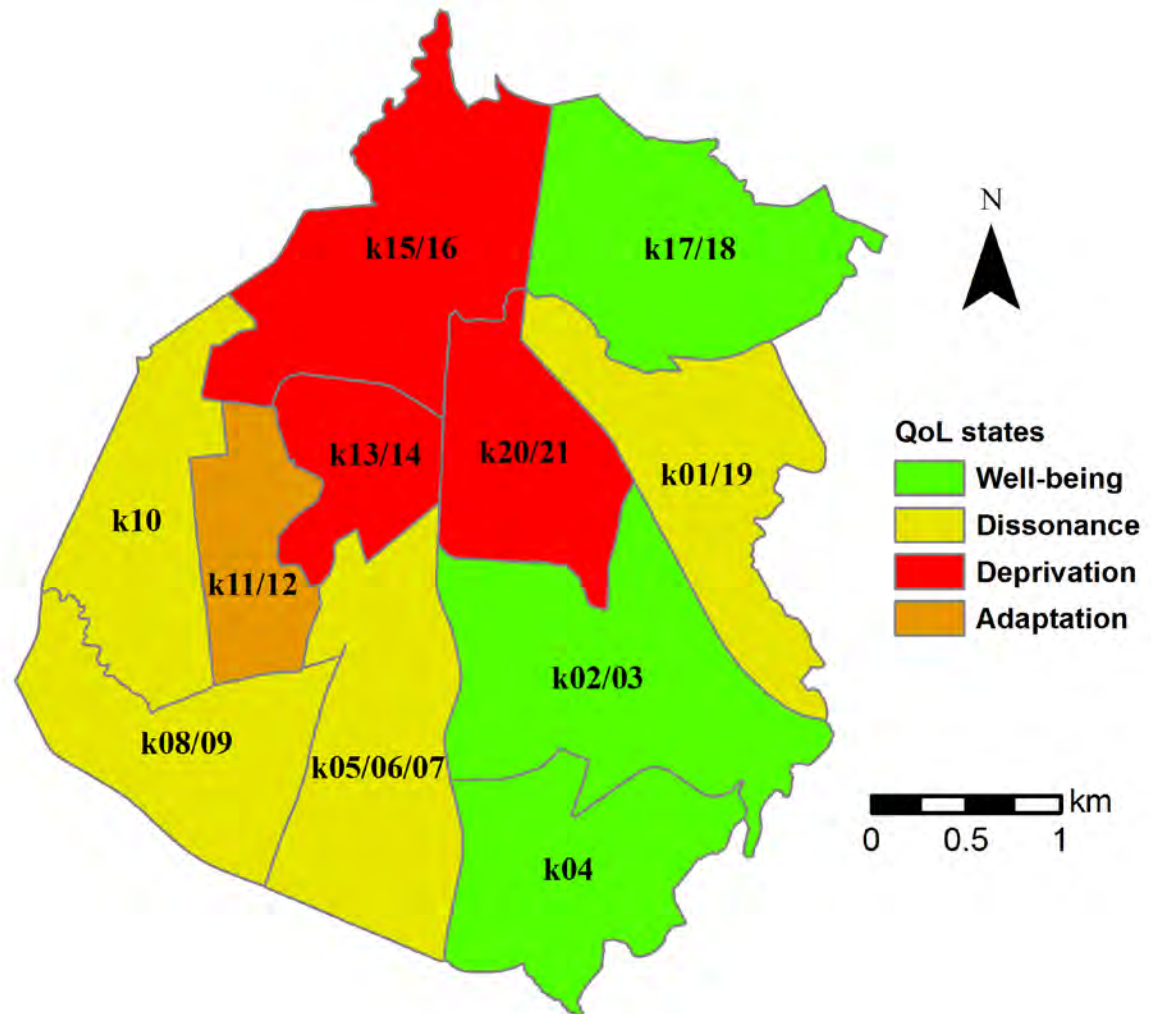 k15/16
k17/18
N
k13/14
k20/21
k01/19
k10
k11/12
k02/03
k08/09
k05/06/07
k04
QoL states
Well-being
Dissonance
Deprivation
Adaptation
km
0 0.5 1